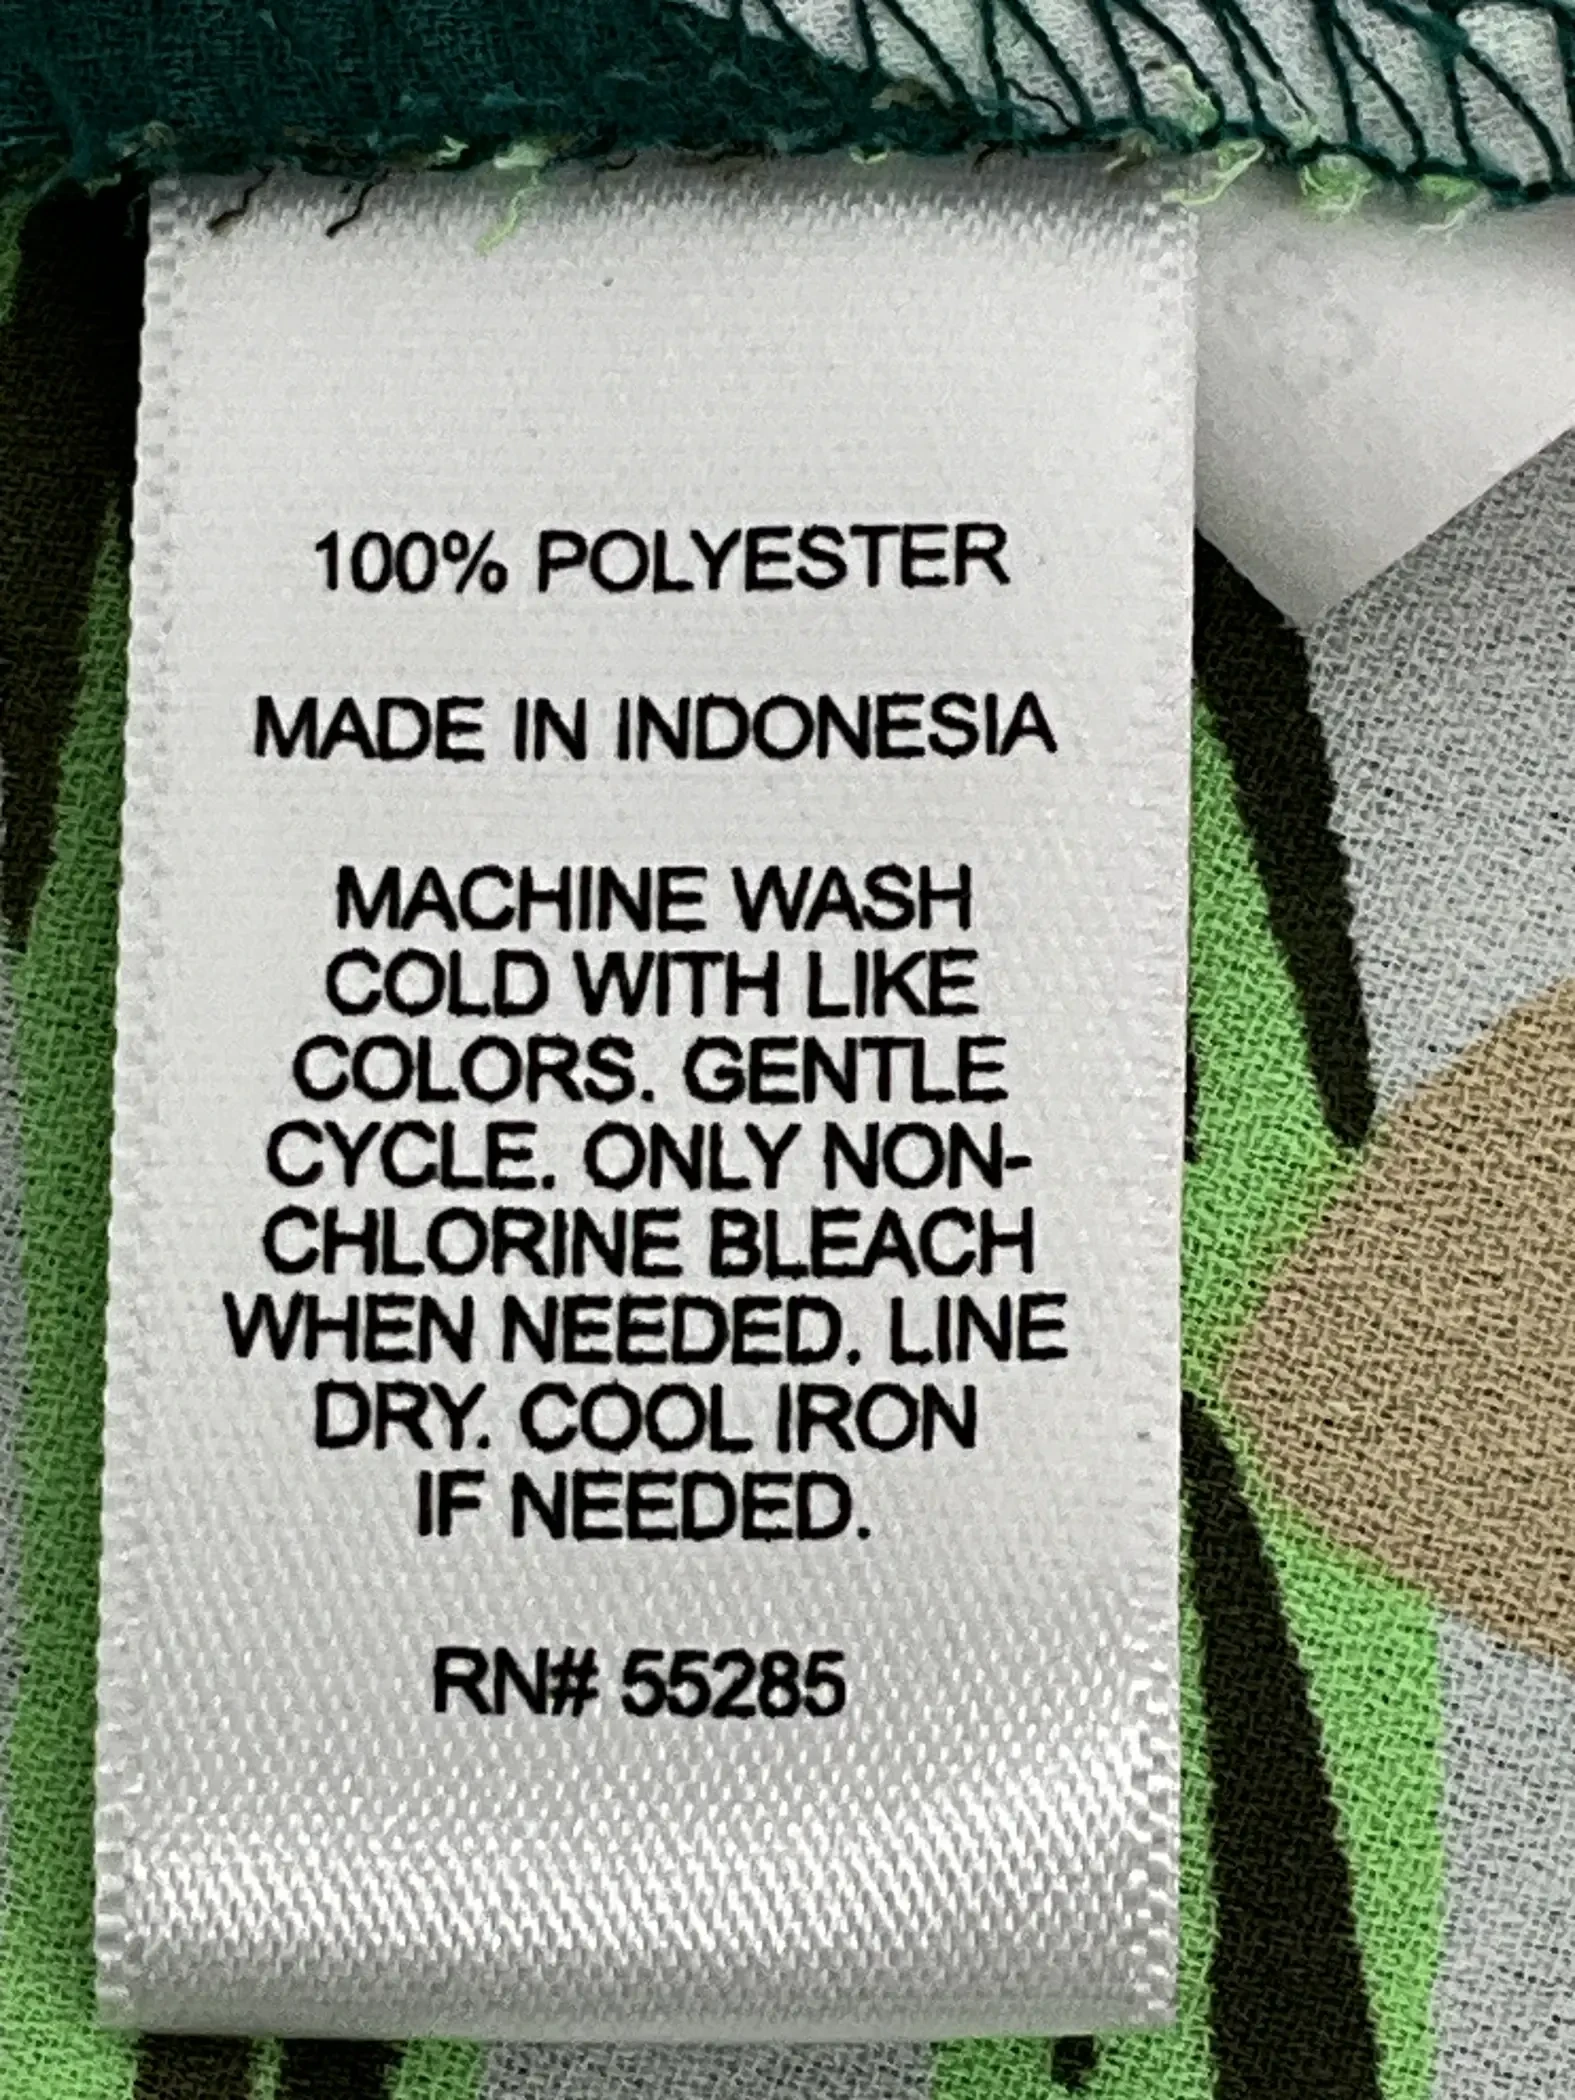 100% POLYESTER
MADE IN INDONESIA
MACHINE WASH
COLD WITH LIKE
COLORS. GENTLE
CYCLE. ONLY NON-
CHLORINE BLEACH
WHEN NEEDED. LINE
DRY. COOL IRON
IF NEEDED.
RN# 55285